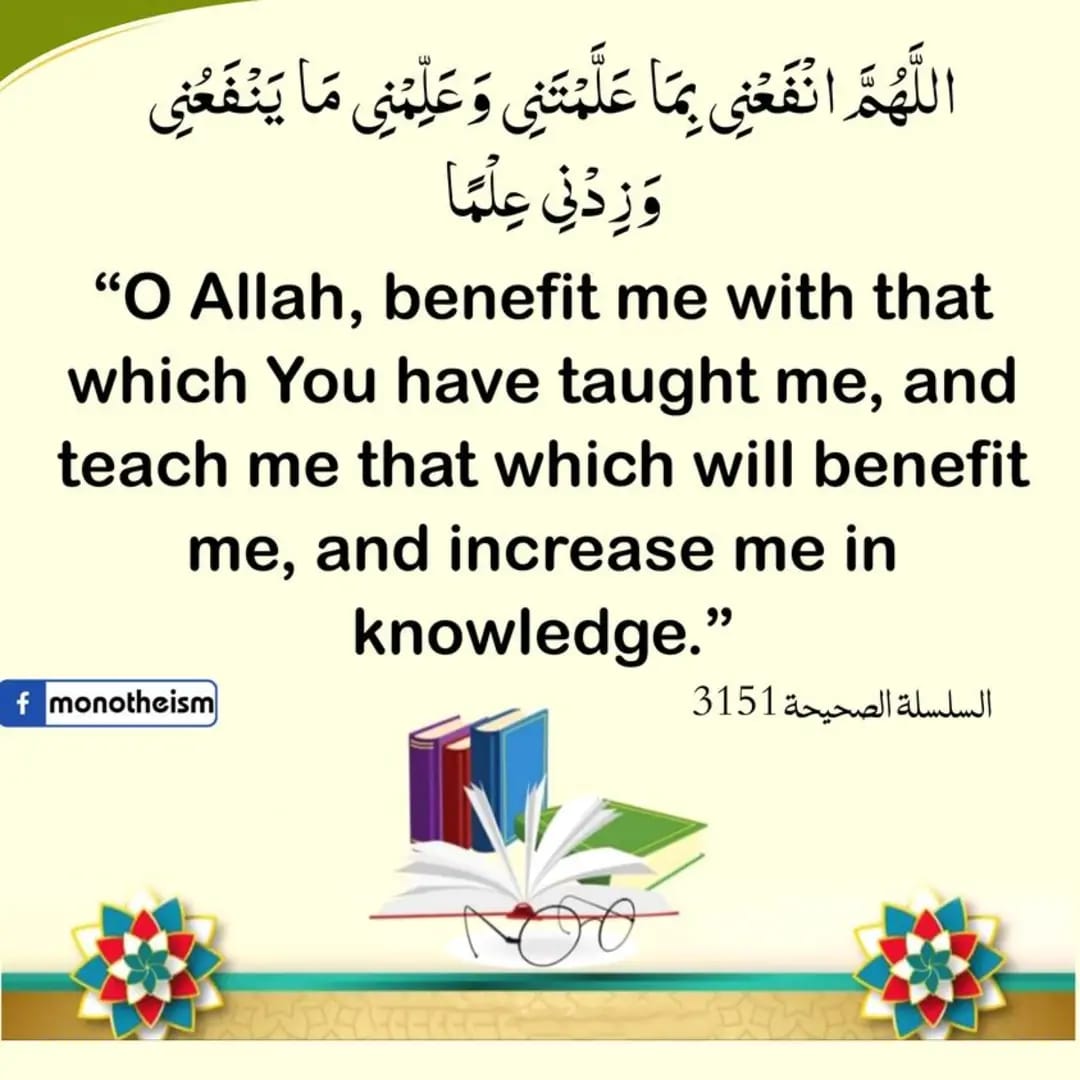 اللَّهُمَّ انْفَعْنِي بِمَا عَلَّمْتَنِي وَعَلِّمْنِي مَا يَنْفَعُنِي
وَزِدْنِي عِلْمًا
“O Allah, benefit me with that
which You have taught me, and
teach me that which will benefit
me, and increase me in
knowledge.”
f monotheism
السلسلة الصحيحة 3151